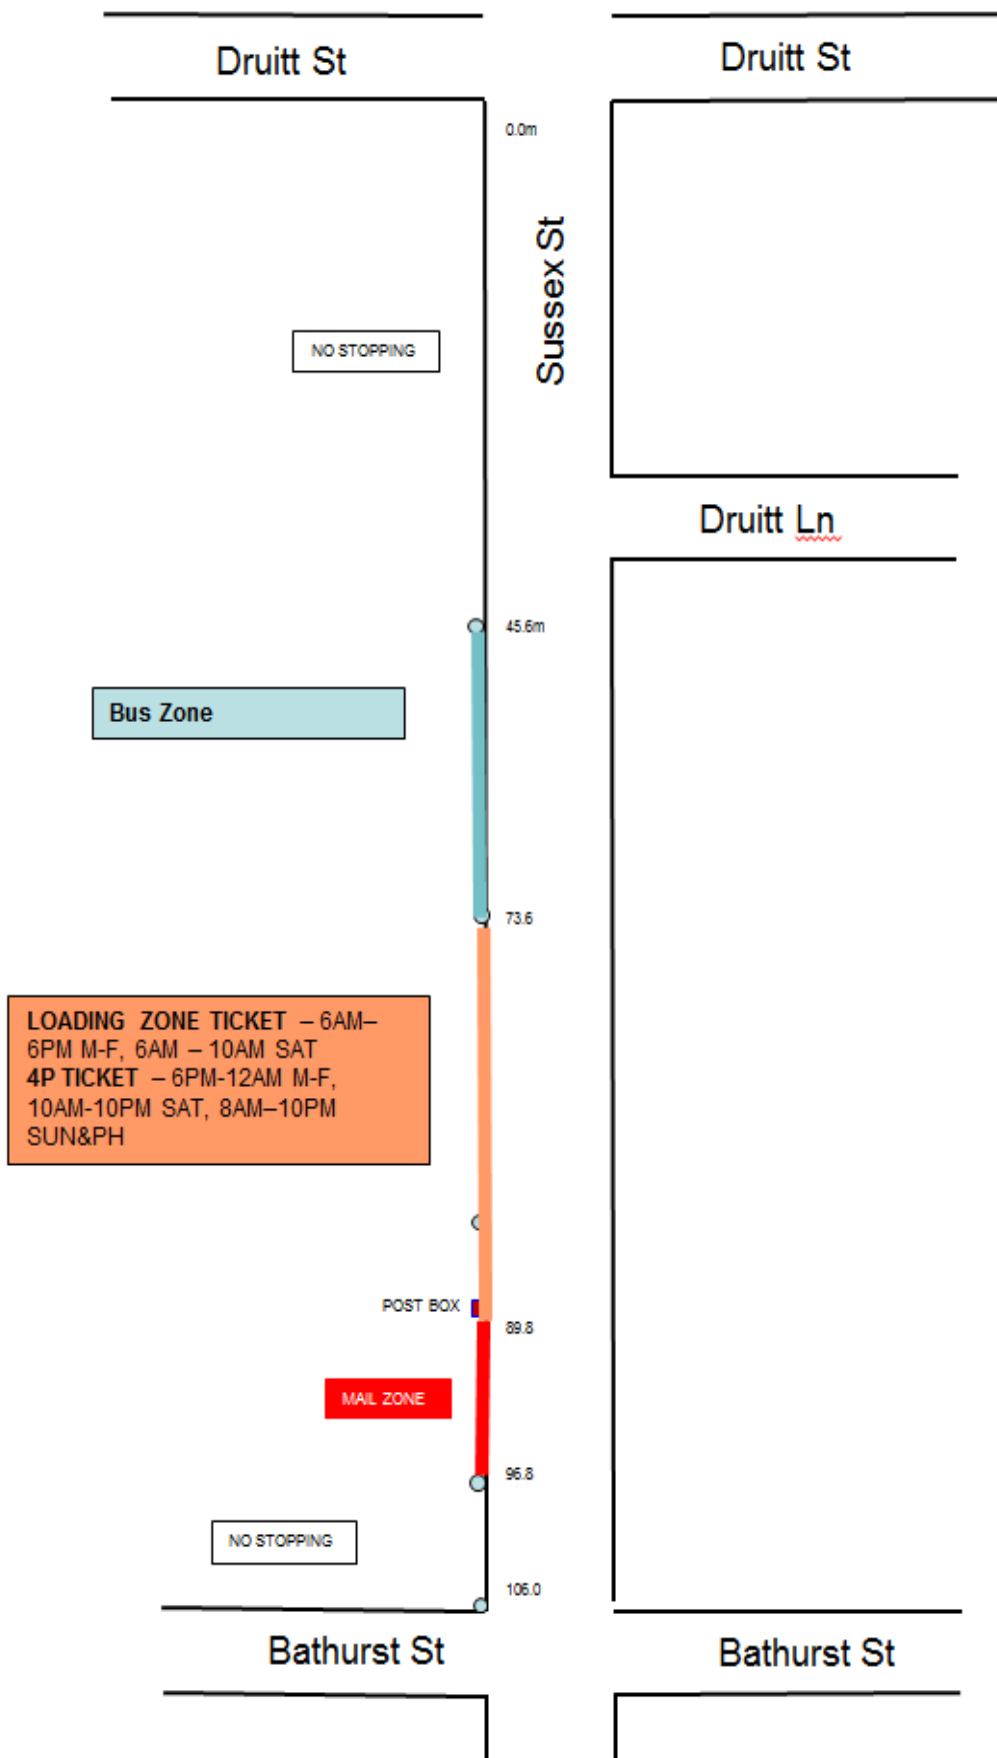 Druitt St
Druitt St
0.0m
Sussex St
NO STOPPING
Druitt Ln
45.6m
Bus Zone
73.6
LOADING ZONE TICKET – 6AM–
6PM M-F, 6AM – 10AM SAT
4P TICKET – 6PM-12AM M-F,
10AM-10PM SAT, 8AM–10PM
SUN&PH
POST BOX
89.8
MAIL ZONE
96.8
NO STOPPING
106.0
Bathurst St
Bathurst St